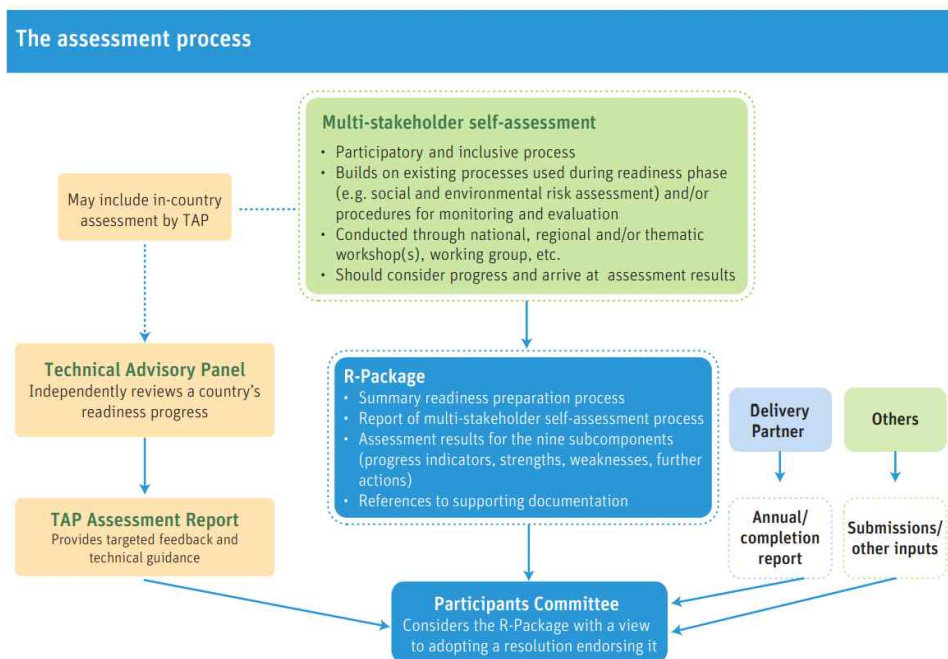 The assessment process
Multi-stakeholder self-assessment
• Participatory and inclusive process
• Builds on existing processes used during readiness phase
(e.g. social and environmental risk assessment) and/or
procedures for monitoring and evaluation
• Conducted through national, regional and/or thematic
workshop(s), working group, etc.
• Should consider progress and arrive at assessment results
May include in-country
assessment by TAP
Technical Advisory Panel
Independently reviews a country's
readiness progress
R-Package
• Summary readiness preparation process
• Report of multi-stakeholder self-assessment process
• Assessment results for the nine subcomponents
(progress indicators, strengths, weaknesses, further
actions)
• References to supporting documentation
Delivery
Partner
Others
TAP Assessment Report
Provides targeted feedback and
technical guidance
Annual/
completion
report
Submissions/
other inputs
Participants Committee
Considers the R-Package with a view
to adopting a resolution endorsing it